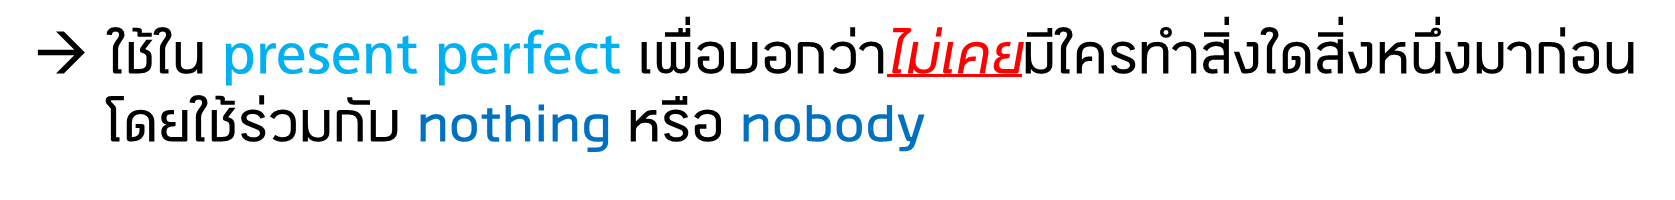 → ใช้ใน present perfect เพื่อบอกว่าไม่เคยมีใครทำสิ่งใดสิ่งหนึ่งมาก่อน
โดยใช้ร่วมกับ nothing หรือ nobody